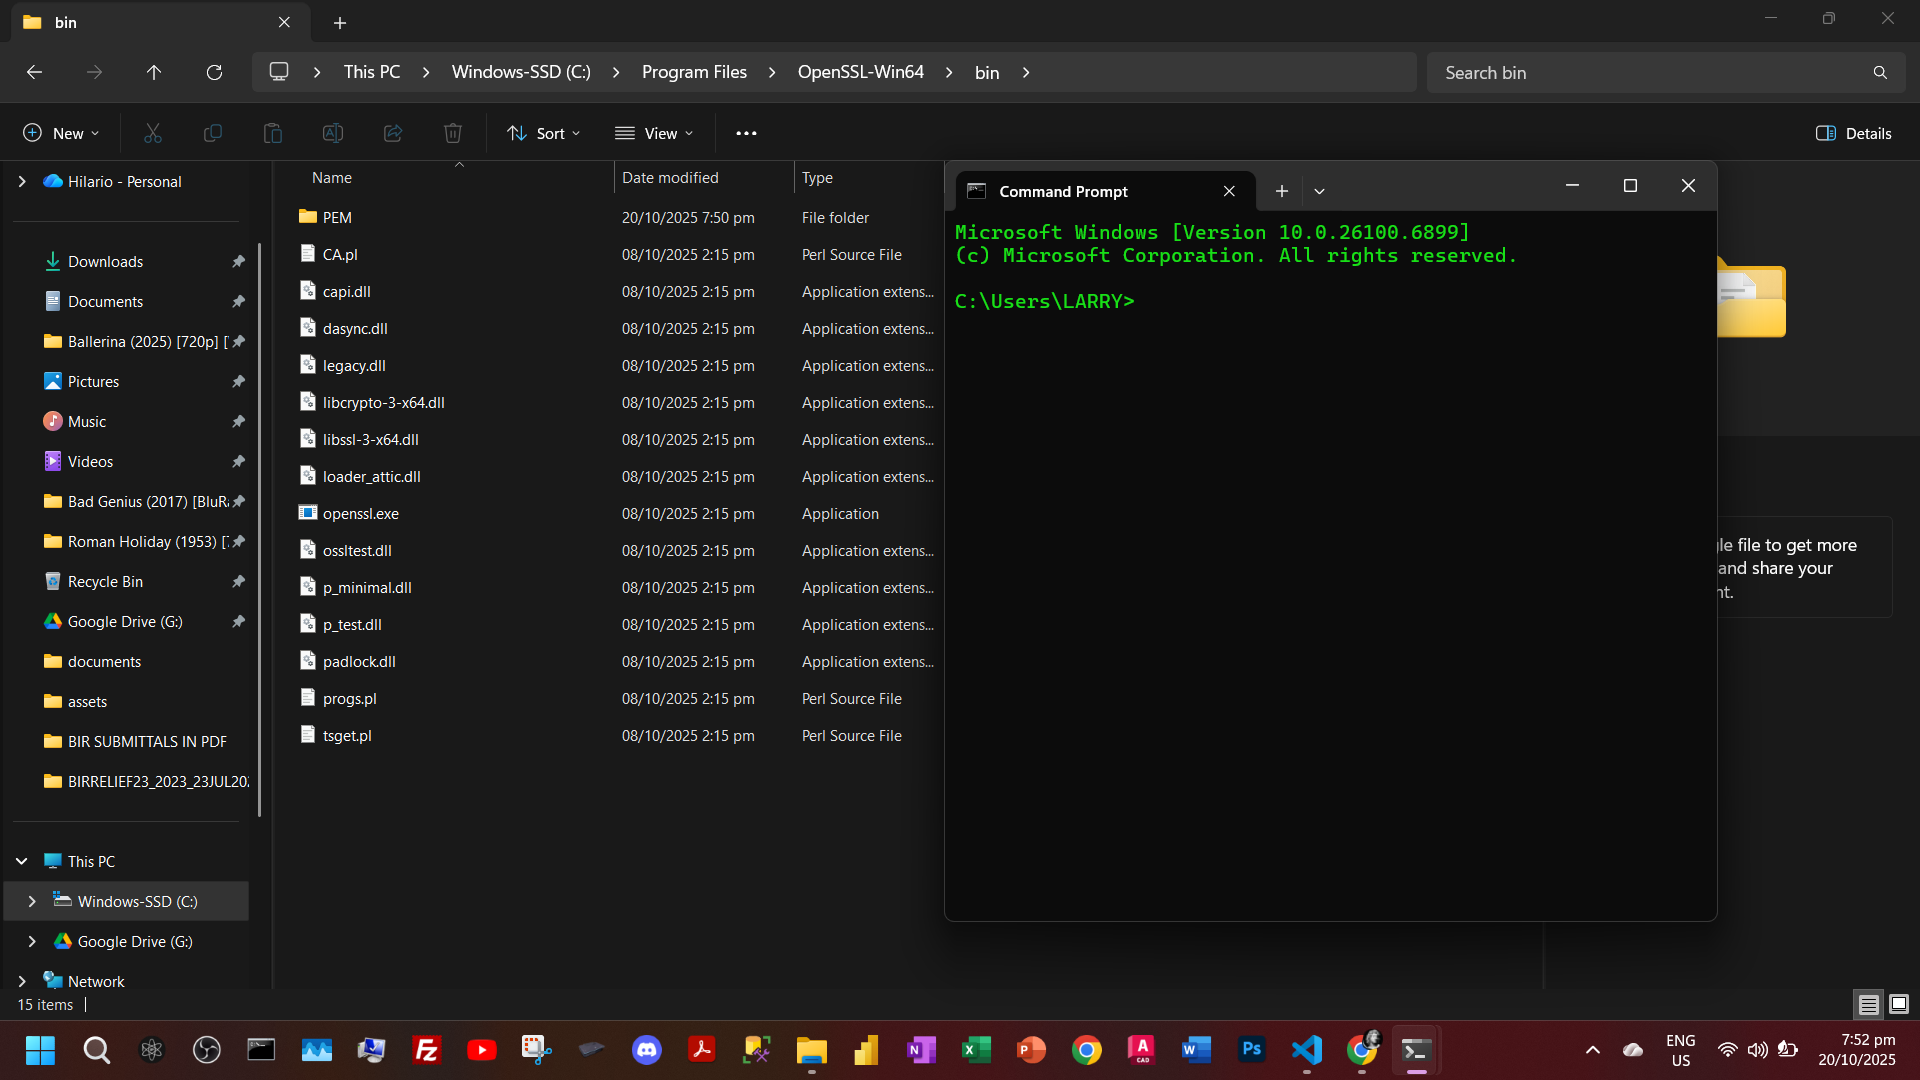 bin
This PC
Windows-SSD (C:)
Program Files
OpenSSL-Win64
bin
Search bin
New
Sort
View
Details
Hilario - Personal
Downloads
Documents
Ballerina (2025) [720p] [
Pictures
Music
Videos
Bad Genius (2017) [BluR
Roman Holiday (1953) [
Recycle Bin
Google Drive (G:)
documents
assets
BIR SUBMITTALS IN PDF
BIRRELIEF23_2023_23JUL20
This PC
Windows-SSD (C:)
Google Drive (G:)
Network
15 items
Name Date modified Type
PEM 20/10/2025 7:50 pm File folder
CA.pl 08/10/2025 2:15 pm Perl Source File
capi.dll 08/10/2025 2:15 pm Application extens...
dasync.dll 08/10/2025 2:15 pm Application extens...
legacy.dll 08/10/2025 2:15 pm Application extens...
libcrypto-3-x64.dll 08/10/2025 2:15 pm Application extens...
libssl-3-x64.dll 08/10/2025 2:15 pm Application extens...
loader_attic.dll 08/10/2025 2:15 pm Application extens...
openssl.exe 08/10/2025 2:15 pm Application
ossltest.dll 08/10/2025 2:15 pm Application extens...
p_minimal.dll 08/10/2025 2:15 pm Application extens...
p_test.dll 08/10/2025 2:15 pm Application extens...
padlock.dll 08/10/2025 2:15 pm Application extens...
progs.pl 08/10/2025 2:15 pm Perl Source File
tsget.pl 08/10/2025 2:15 pm Perl Source File
Command Prompt
Microsoft Windows [Version 10.0.26100.6899]
(c) Microsoft Corporation. All rights reserved.
C:\Users\LARRY>
le file to get more
and share your
nt.
ENG
US
7:52 pm
20/10/2025